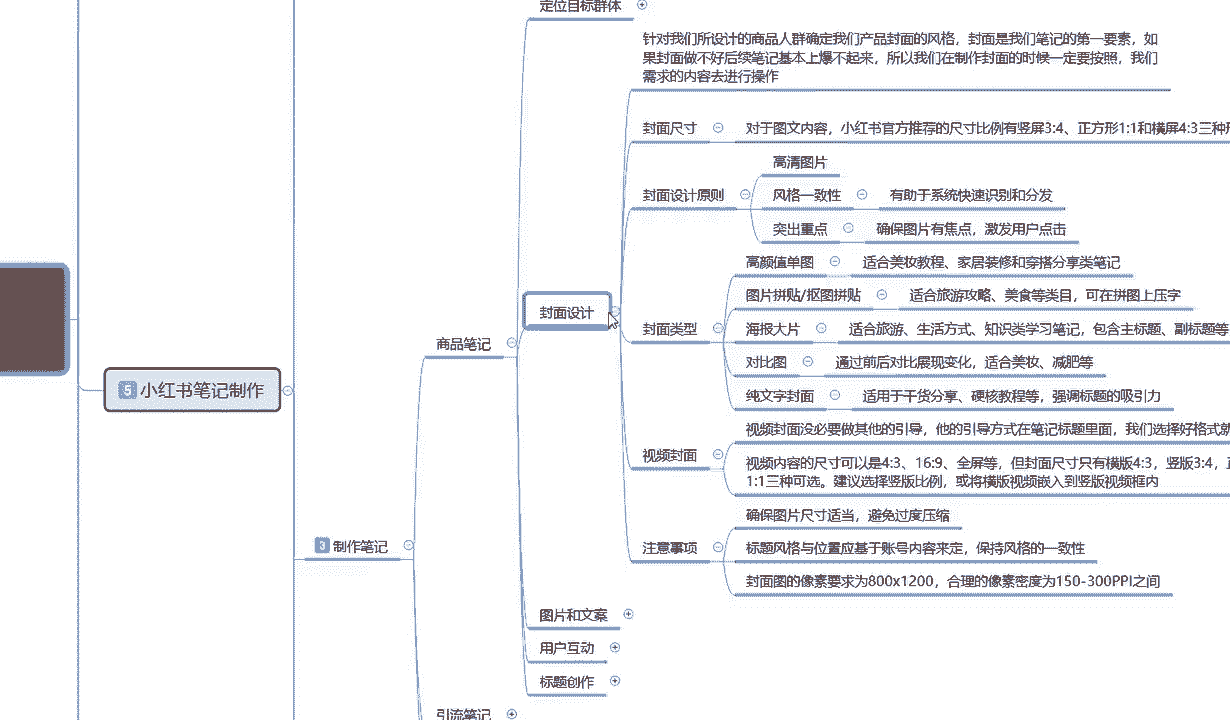 定位目标群体
针对我们所设计的商品人群确定我们产品封面的风格，封面是我们笔记的第一要素，如
果封面做不好后续笔记基本上爆不起来，所以我们在制作封面的时候一定要按照，我们
需求的内容去进行操作
封面尺寸
对于图文内容，小红书官方推荐的尺寸比例有竖屏3:4、正方形1:1和横屏4:3三种
封面设计原则
高清图片
风格一致性
有助于系统快速识别和分发
突出重点
确保图片有焦点，激发用户点击
封面设计
封面类型
高颜值单图
适合美妆教程、家居装修和穿搭分享类笔记
图片拼贴/抠图拼贴
适合旅游攻略、美食等类目，可在拼图上压字
海报大片
适合旅游、生活方式、知识类学习笔记，包含主标题、副标题等
对比图
通过前后对比展现变化，适合美妆、减肥等
纯文字封面
适用于干货分享、硬核教程等，强调标题的吸引力
商品笔记
5 小红书笔记制作
视频封面
视频封面没必要做其他的引导，他的引导方式在笔记标题里面，我们选择好格式就
视频内容的尺寸可以是4:3、16:9、全屏等，但封面尺寸只有横版4:3，竖版3:4，
1:1三种可选。建议选择竖版比例，或将横版视频嵌入到竖版视频框内
3 制作笔记
注意事项
确保图片尺寸适当，避免过度压缩
标题风格与位置应基于账号内容来定，保持风格的一致性
封面图的像素要求为800x1200，合理的像素密度为150-300PPI之间
图片和文案
用户互动
标题创作
引流笔记